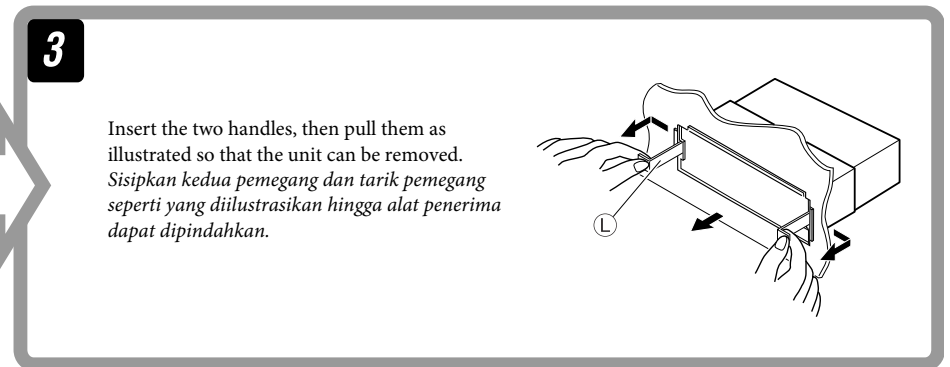 3
Insert the two handles, then pull them as
illustrated so that the unit can be removed.
Sisipkan kedua pemegang dan tarik pemegang
seperti yang diilustrasikan hingga alat penerima
dapat dipindahkan.
L